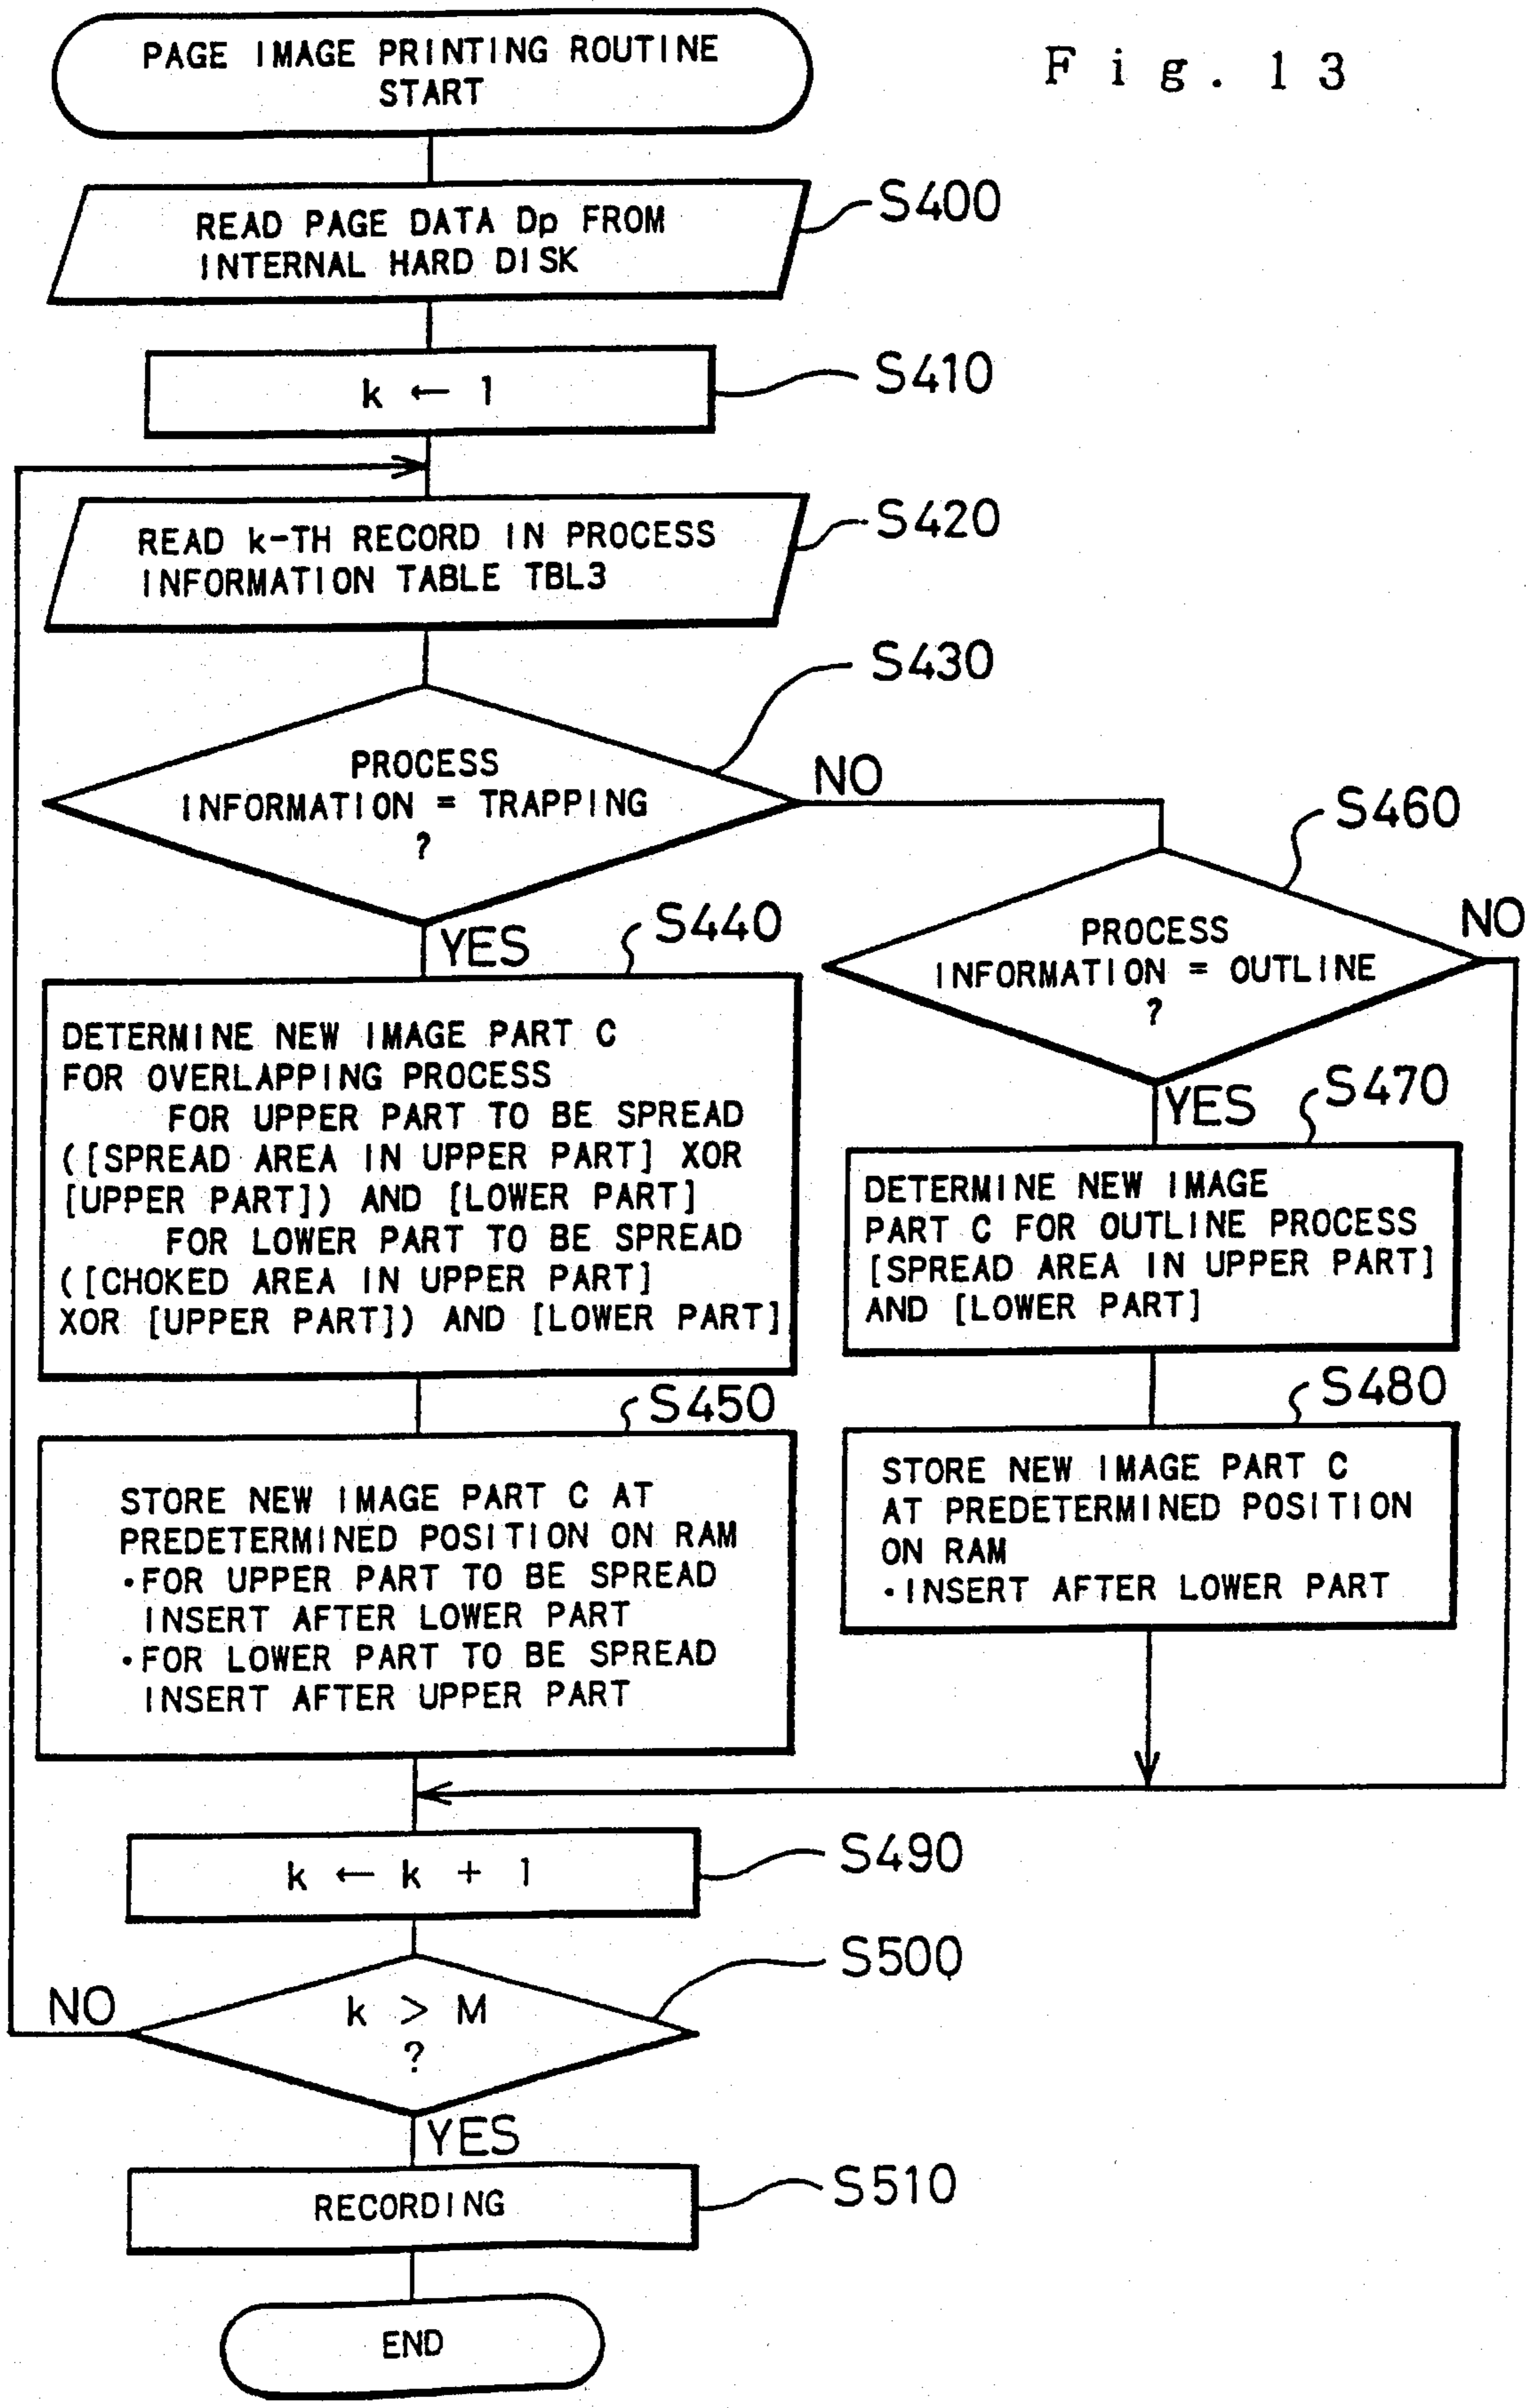 PAGE IMAGE PRINTING ROUTINE
START
Fig. 13
READ PAGE DATA Dp FROM
INTERNAL HARD DISK
S400
k ← 1
S410
READ k-TH RECORD IN PROCESS
INFORMATION TABLE TBL3
S420
S430
PROCESS
INFORMATION = TRAPPING
?
NO
YES
S460
PROCESS
INFORMATION = OUTLINE
?
NO
YES
S440
DETERMINE NEW IMAGE PART C
FOR OVERLAPPING PROCESS
FOR UPPER PART TO BE SPREAD
([SPREAD AREA IN UPPER PART] XOR
[UPPER PART]) AND [LOWER PART]
FOR LOWER PART TO BE SPREAD
([CHOKED AREA IN UPPER PART]
XOR [UPPER PART]) AND [LOWER PART]
S470
DETERMINE NEW IMAGE
PART C FOR OUTLINE PROCESS
[SPREAD AREA IN UPPER PART]
AND [LOWER PART]
S450
STORE NEW IMAGE PART C AT
PREDETERMINED POSITION ON RAM
•FOR UPPER PART TO BE SPREAD
INSERT AFTER LOWER PART
•FOR LOWER PART TO BE SPREAD
INSERT AFTER UPPER PART
S480
STORE NEW IMAGE PART C
AT PREDETERMINED POSITION
ON RAM
•INSERT AFTER LOWER PART
k ← k + 1
S490
S500
k > M
?
NO
YES
RECORDING
S510
END